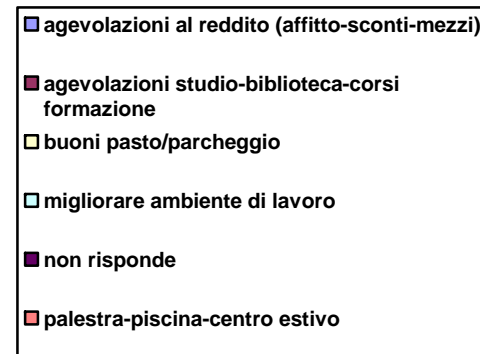 agevolazioni al reddito (affitto-sconti-mezzi)
agevolazioni studio-biblioteca-corsi
formazione
buoni pasto/parcheggio
migliorare ambiente di lavoro
non risponde
palestra-piscina-centro estivo